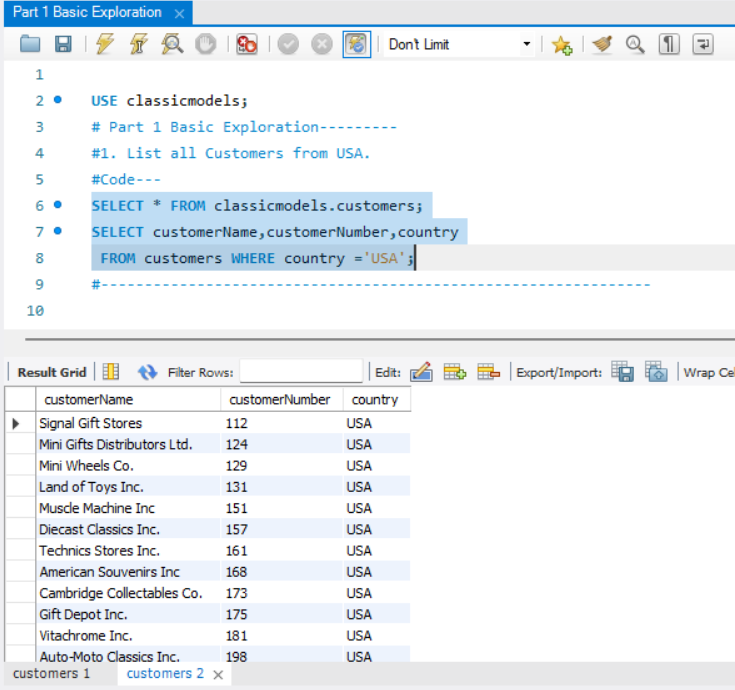 Part 1 Basic Exploration
Don't Limit
1
2 USE classicmodels;
3 # Part 1 Basic Exploration---------
4 #1. List all Customers from USA.
5 #Code---
6 SELECT * FROM classicmodels.customers;
7 SELECT customerName,customerNumber,country
8 FROM customers WHERE country ='USA';
9 #---------------------------------------------------------------
10
Result Grid Filter Rows: Edit: Export/Import: Wrap Cel
customerName customerNumber country
Signal Gift Stores 112 USA
Mini Gifts Distributors Ltd. 124 USA
Mini Wheels Co. 129 USA
Land of Toys Inc. 131 USA
Muscle Machine Inc 151 USA
Diecast Classics Inc. 157 USA
Technics Stores Inc. 161 USA
American Souvenirs Inc 168 USA
Cambridge Collectables Co. 173 USA
Gift Depot Inc. 175 USA
Vitachrome Inc. 181 USA
Auto-Moto Classics Inc. 198 USA
customers 1 customers 2